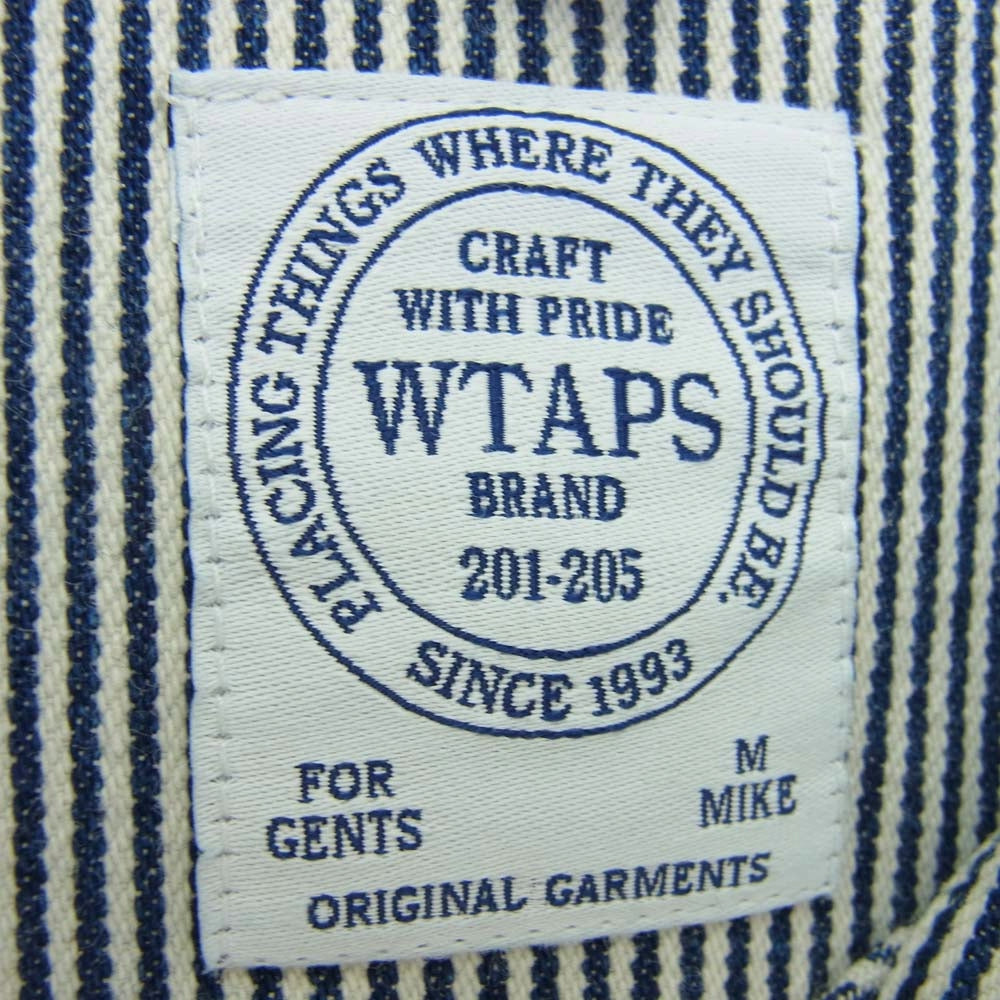 PLACING THINGS WHERE THEY SHOULD BE.
CRAFT
WITH PRIDE
WTAPS
BRAND
201-205
SINCE 1993
FOR
GENTS
M
MIKE
ORIGINAL GARMENTS